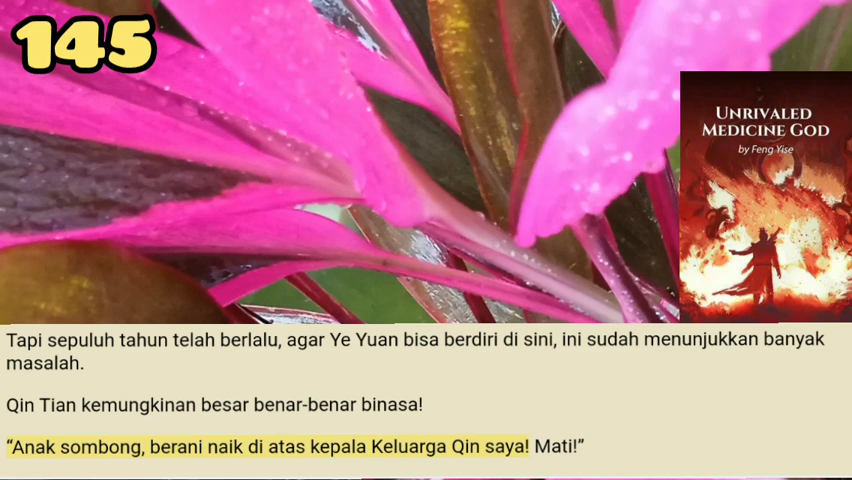 145
UNRIVALED
MEDICINE GOD
by Feng Yise
Tapi sepuluh tahun telah berlalu, agar Ye Yuan bisa berdiri di sini, ini sudah menunjukkan banyak
masalah.
Qin Tian kemungkinan besar benar-benar binasa!
“Anak sombong, berani naik di atas kepala Keluarga Qin saya! Mati!”